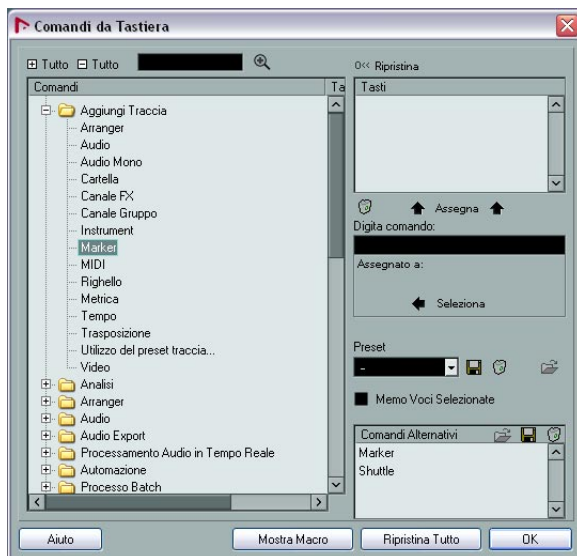 Comandi da Tastiera
Tutto Tutto
Comandi Ta
Aggiungi Traccia
Arranger
Audio
Audio Mono
Cartella
Canale FX
Canale Gruppo
Instrument
Marker
MIDI
Righello
Metrica
Tempo
Trasposizione
Utilizzo del preset traccia...
Video
Analisi
Arranger
Audio
Audio Export
Processamento Audio in Tempo Reale
Automazione
Processo Batch
0<< Ripristina
Tasti
Assegna
Digita comando:
Assegnato a:
Seleziona
Preset
-
Memo Voci Selezionate
Comandi Alternativi
Marker
Shuttle
Aiuto
Mostra Macro
Ripristina Tutto
OK